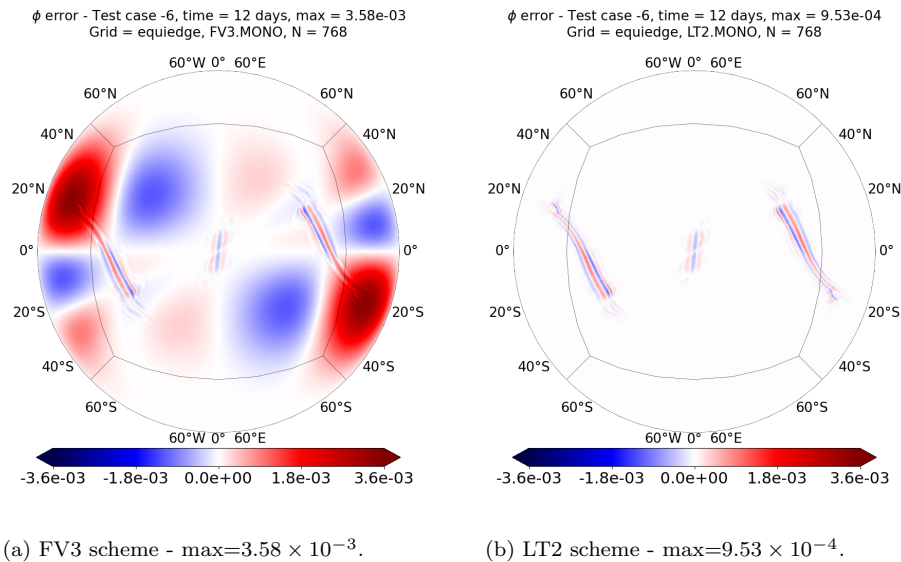 ϕ error - Test case -6, time = 12 days, max = 3.58e-03
Grid = equiedge, FV3.MONO, N = 768
60°W 0° 60°E
60°N 60°N
40°N 40°N
20°N 20°N
0° 0°
20°S 20°S
40°S 40°S
60°S 60°S
60°W 0° 60°E
-3.6e-03 -1.8e-03 0.0e+00 1.8e-03 3.6e-03
(a) FV3 scheme - max=3.58 × 10⁻³.
ϕ error - Test case -6, time = 12 days, max = 9.53e-04
Grid = equiedge, LT2.MONO, N = 768
60°W 0° 60°E
60°N 60°N
40°N 40°N
20°N 20°N
0° 0°
20°S 20°S
40°S 40°S
60°S 60°S
60°W 0° 60°E
-3.6e-03 -1.8e-03 0.0e+00 1.8e-03 3.6e-03
(b) LT2 scheme - max=9.53 × 10⁻⁴.